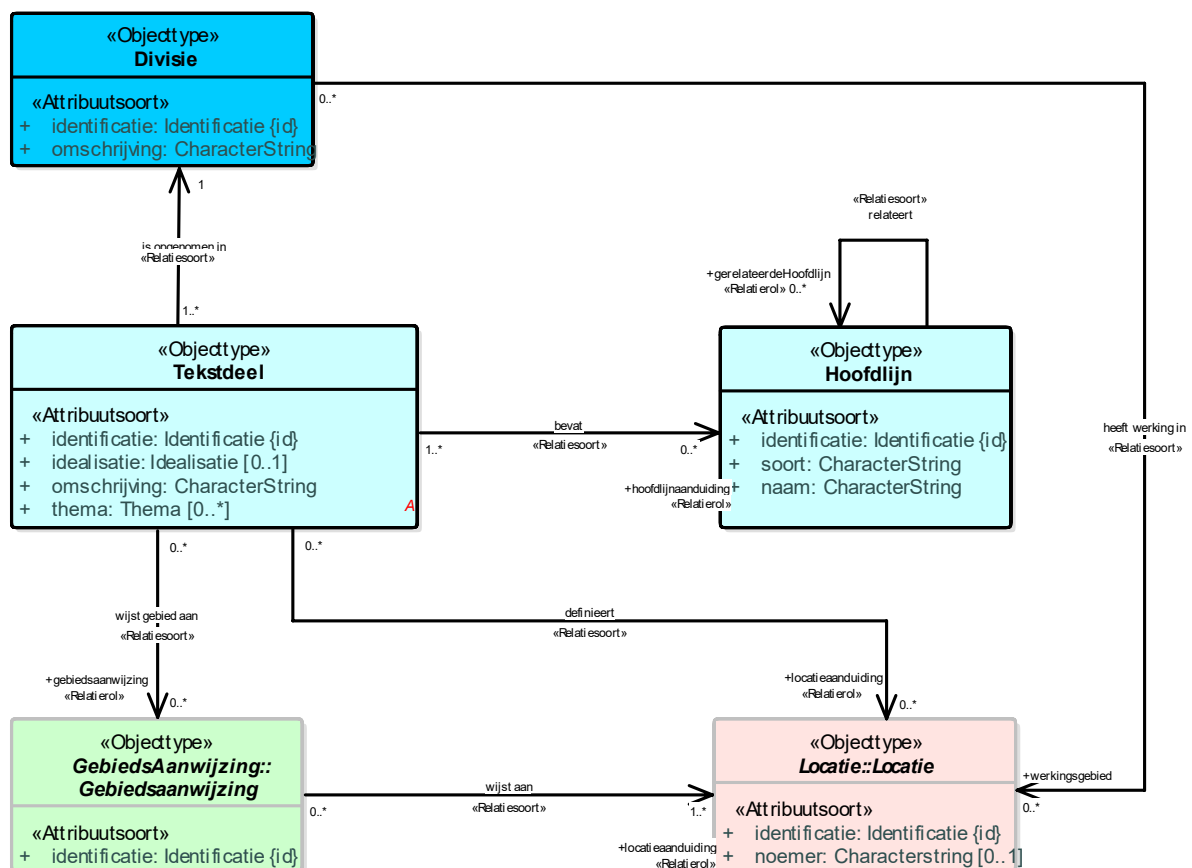 «Objecttype»
Divisie
«Attribuutsoort»
+ identificatie: Identificatie {id}
+ omschrijving: CharacterString
0..*
1
is opgenomen in
«Relatiesoort»
1..*
«Relatiesoort»
relateert
+gerelateerdeHoofdlijn
«Relatierol» 0..*
«Objecttype»
Tekstdeel
«Attribuutsoort»
+ identificatie: Identificatie {id}
+ idealisatie: Idealisatie [0..1]
+ omschrijving: CharacterString
+ thema: Thema [0..*]
A
bevat
1..*
«Relatiesoort»
0..*
+hoofdlijnaanduiding
«Relatierol»
«Objecttype»
Hoofdlijn
«Attribuutsoort»
+ identificatie: Identificatie {id}
+ soort: CharacterString
+ naam: CharacterString
heeft werking in
«Relatiesoort»
0..*
0..*
wijst gebied aan
«Relatiesoort»
definieert
«Relatiesoort»
+gebiedsaanwijzing
«Relatierol»
0..*
+locatieaanduiding
«Relatierol»
0..*
«Objecttype»
GebiedsAanwijzing::
Gebiedsaanwijzing
«Attribuutsoort»
+ identificatie: Identificatie {id}
wijst aan
0..*
«Relatiesoort»
1..*
+locatieaanduiding
«Relatierol»
«Objecttype»
Locatie::Locatie
«Attribuutsoort»
+ identificatie: Identificatie {id}
+ noemer: Characterstring [0..1]
+werkingsgebied
0..*